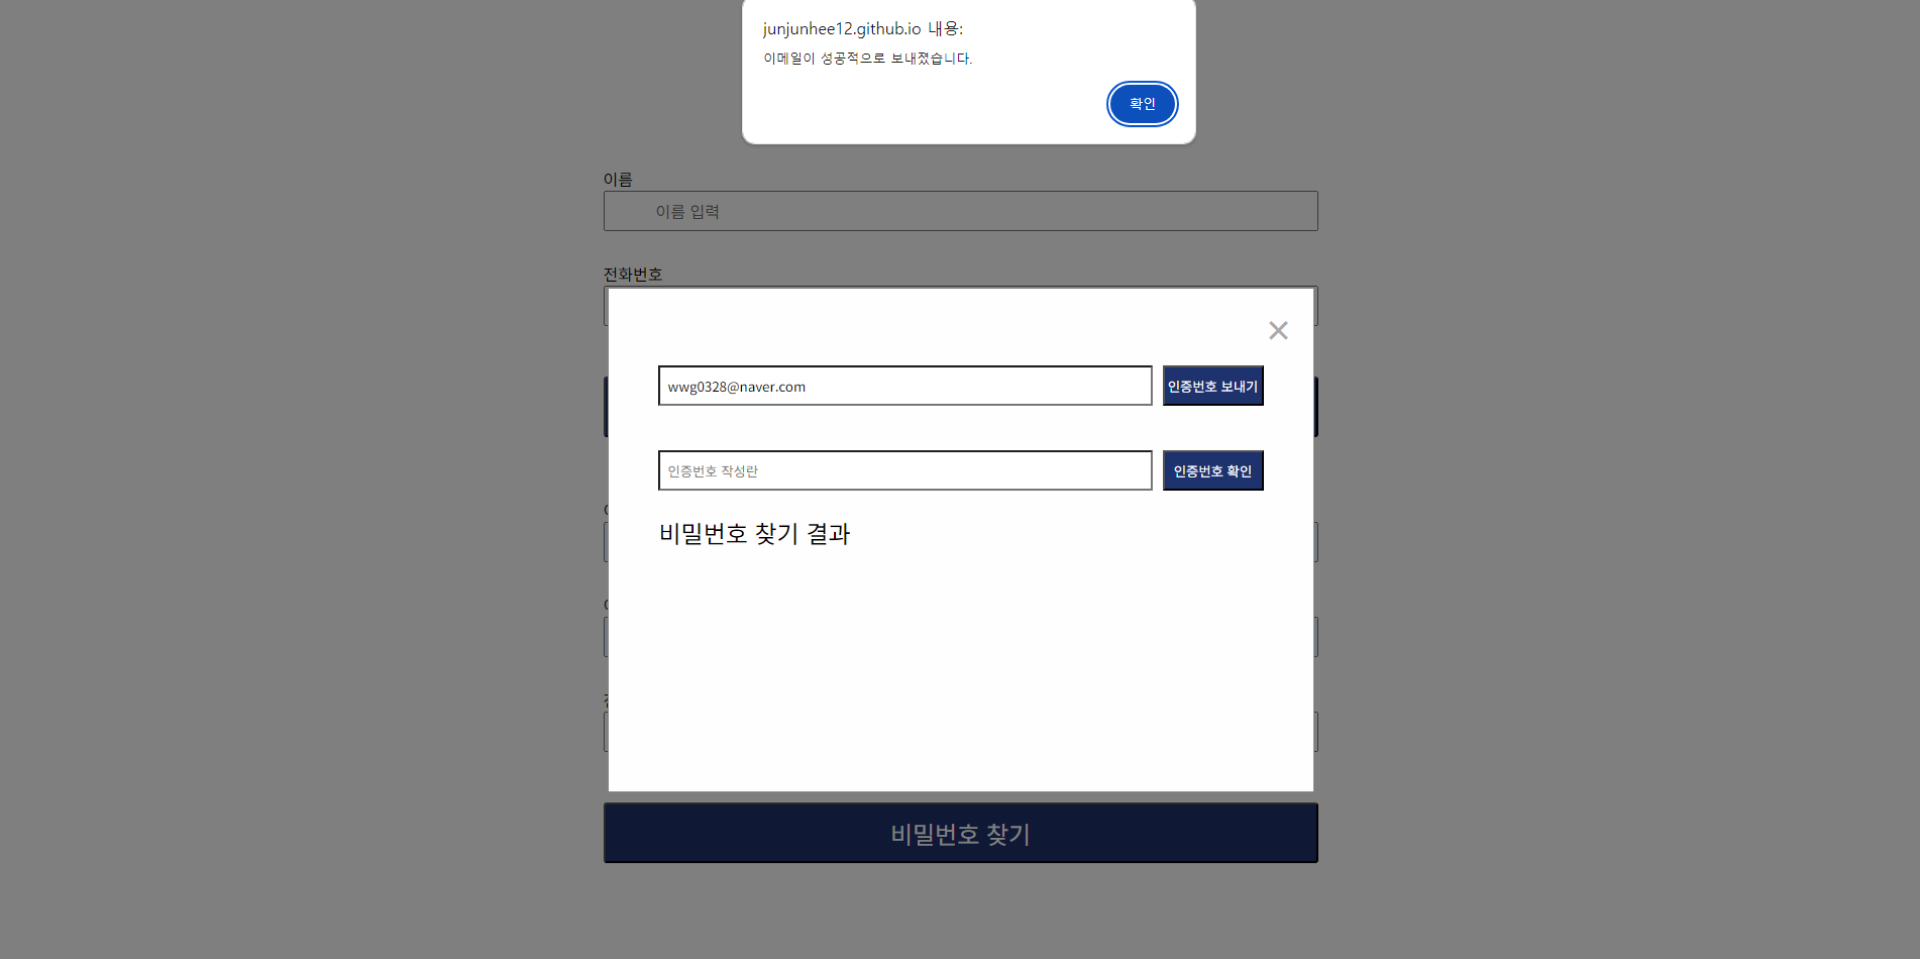 junjunhee12.github.io 내용:
이메일이 성공적으로 보내졌습니다.
확인
이름
이름 입력
전화번호
×
wwg0328@naver.com
인증번호 보내기
인증번호 작성란
인증번호 확인
비밀번호 찾기 결과
비밀번호 찾기